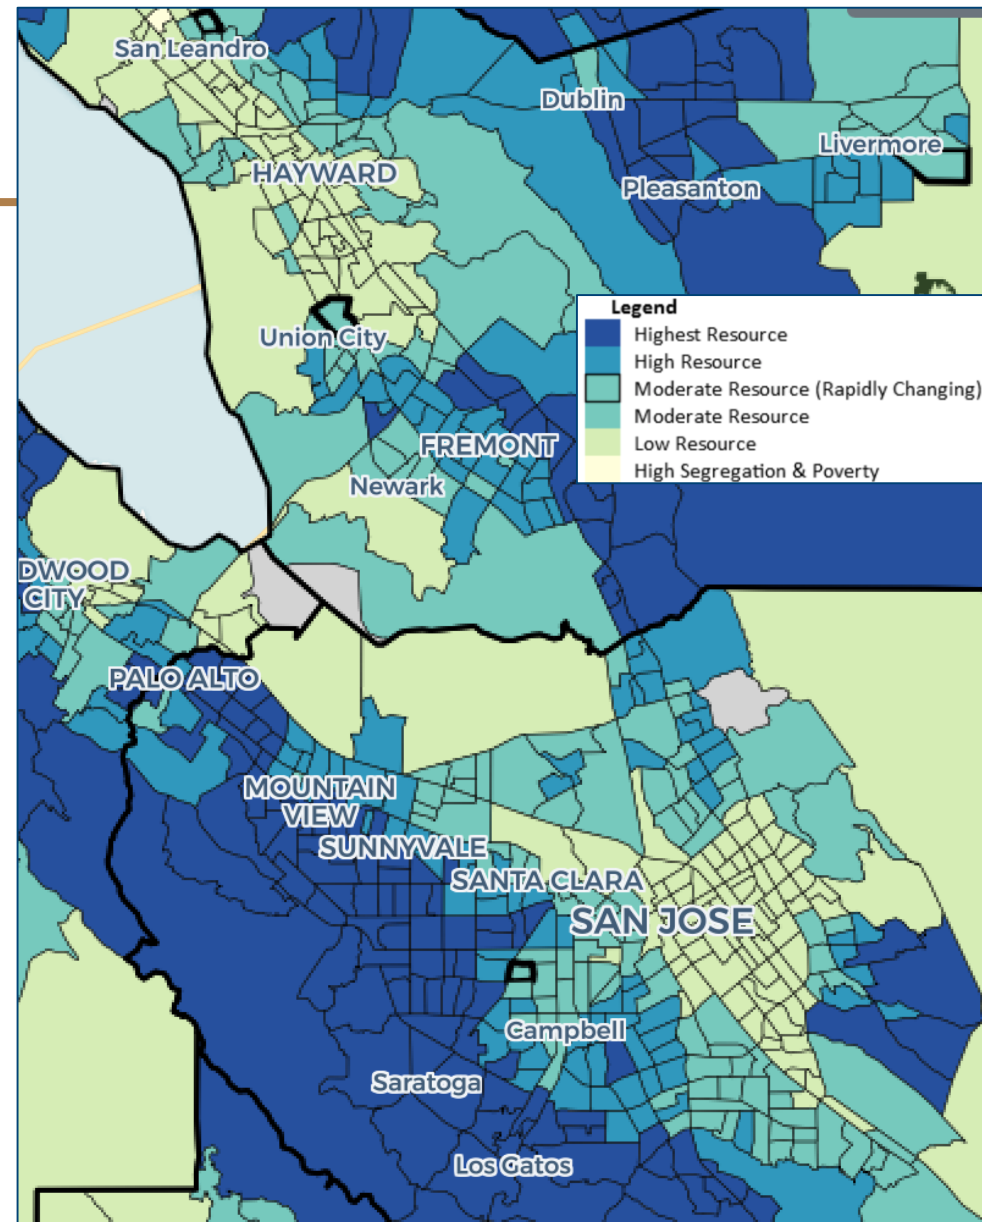 San Leandro
Dublin
Livermore
HAYWARD
Pleasanton
Union City
Legend
Highest Resource
High Resource
Moderate Resource (Rapidly Changing)
Moderate Resource
Low Resource
High Segregation & Poverty
FREMONT
Newark
DWOOD
CITY
PALO ALTO
MOUNTAIN
VIEW
SUNNYVALE
SANTA CLARA
SAN JOSE
Campbell
Saratoga
Los Gatos